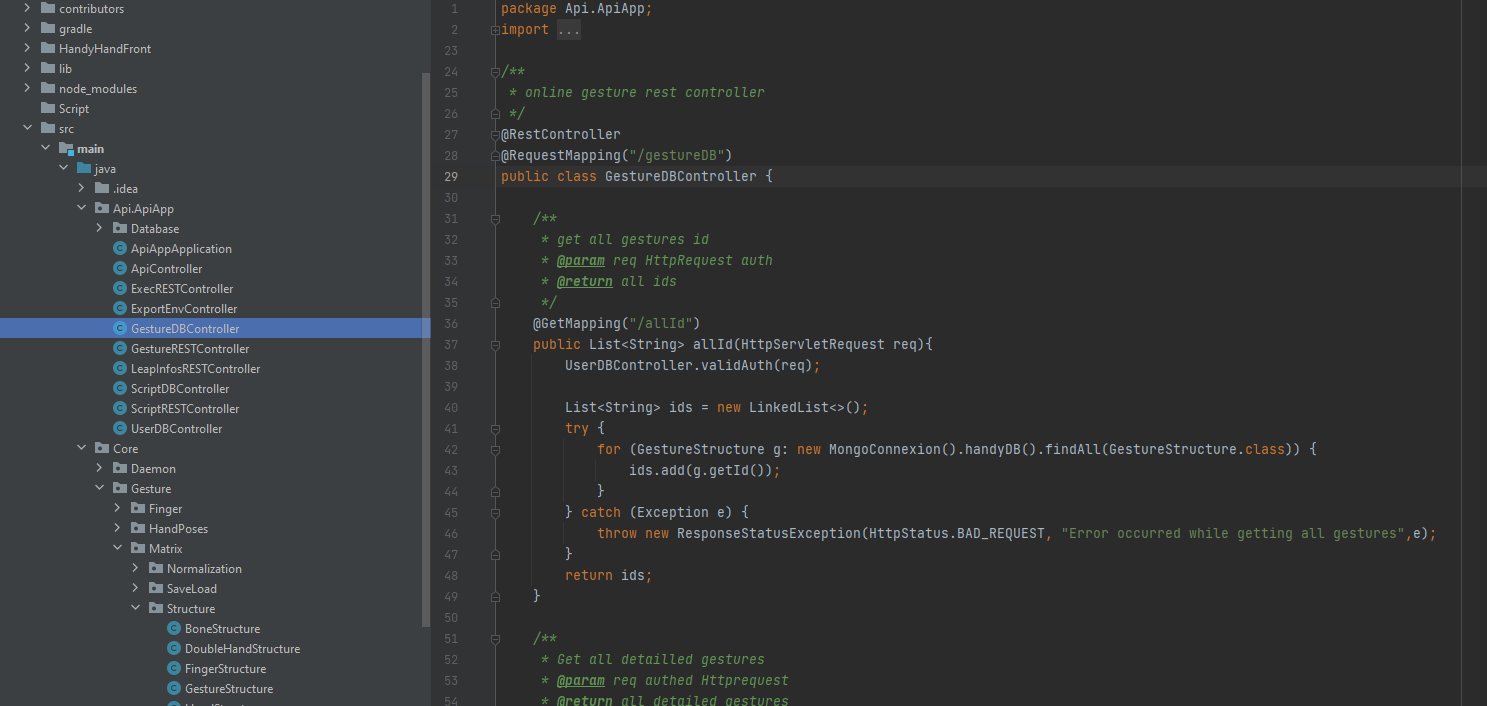 contributors
gradle
HandyHandFront
lib
node_modules
Script
src
main
java
.idea
Api.ApiApp
Database
ApiAppApplication
ApiController
ExecRESTController
ExportEnvController
GestureDBController
GestureRESTController
LeapInfosRESTController
ScriptDBController
ScriptRESTController
UserDBController
Core
Daemon
Gesture
Finger
HandPoses
Matrix
Normalization
SaveLoad
Structure
BoneStructure
DoubleHandStructure
FingerStructure
GestureStructure
1 package Api.ApiApp;
2 import ...
23
24 /**
25  * online gesture rest controller
26  */
27 @RestController
28 @RequestMapping("/gestureDB")
29 public class GestureDBController {
30
31     /**
32      * get all gestures id
33      * @param req HttpRequest auth
34      * @return all ids
35      */
36     @GetMapping("/allId")
37     public List<String> allId(HttpServletRequest req){
38         UserDBController.validAuth(req);
39
40         List<String> ids = new LinkedList<>();
41         try {
42             for (GestureStructure g: new MongoConnexion().handyDB().findAll(GestureStructure.class)) {
43                 ids.add(g.getId());
44             }
45         } catch (Exception e) {
46             throw new ResponseStatusException(HttpStatus.BAD_REQUEST, "Error occurred while getting all gestures",e);
47         }
48         return ids;
49     }
50
51     /**
52      * Get all detailled gestures
53      * @param req authed Httprequest
54      * @return all detailed gestures